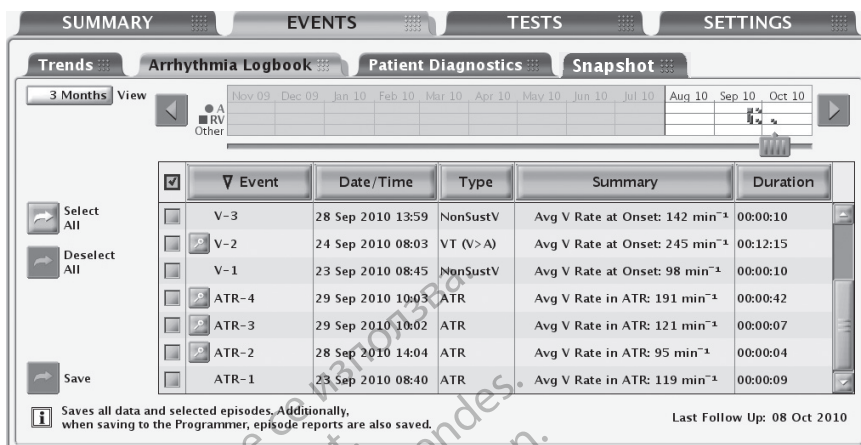 SUMMARY EVENTS TESTS SETTINGS
Trends Arrhythmia Logbook Patient Diagnostics Snapshot
3 Months View
Nov 09 Dec 09 Jan 10 Feb 10 Mar 10 Apr 10 May 10 Jun 10 Jul 10 Aug 10 Sep 10 Oct 10
A
RV
Other
Event Date/Time Type Summary Duration
Select All
Deselect All
V-3 28 Sep 2010 13:59 NonSustV Avg V Rate at Onset: 142 min⁻¹ 00:00:10
V-2 24 Sep 2010 08:03 VT (V>A) Avg V Rate at Onset: 245 min⁻¹ 00:12:15
V-1 23 Sep 2010 08:45 NonSustV Avg V Rate at Onset: 98 min⁻¹ 00:00:10
ATR-4 29 Sep 2010 10:03 ATR Avg V Rate in ATR: 191 min⁻¹ 00:00:42
ATR-3 29 Sep 2010 10:02 ATR Avg V Rate in ATR: 121 min⁻¹ 00:00:07
ATR-2 28 Sep 2010 14:04 ATR Avg V Rate in ATR: 95 min⁻¹ 00:00:04
ATR-1 23 Sep 2010 08:40 ATR Avg V Rate in ATR: 119 min⁻¹ 00:00:09
Save
i Saves all data and selected episodes. Additionally,
when saving to the Programmer, episode reports are also saved.
Last Follow Up: 08 Oct 2010
се използва.